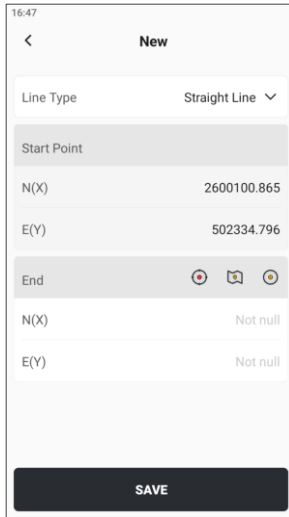 16:47
New
Line Type Straight Line
Start Point
N(X) 2600100.865
E(Y) 502334.796
End
N(X) Not null
E(Y) Not null
SAVE